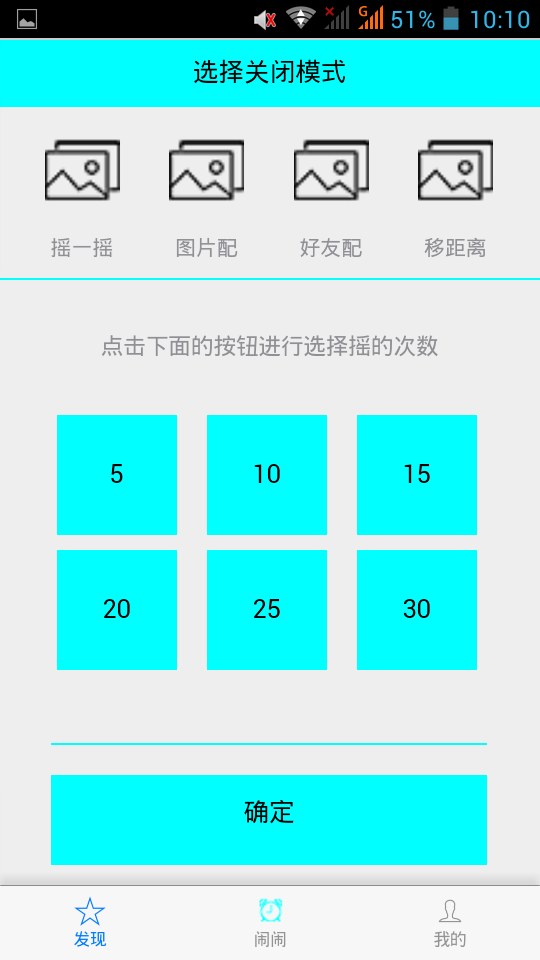 G 51% 10:10
选择关闭模式
摇一摇 图片配 好友配 移距离
点击下面的按钮进行选择摇的次数
5 10 15
20 25 30
确定
发现 闹闹 我的